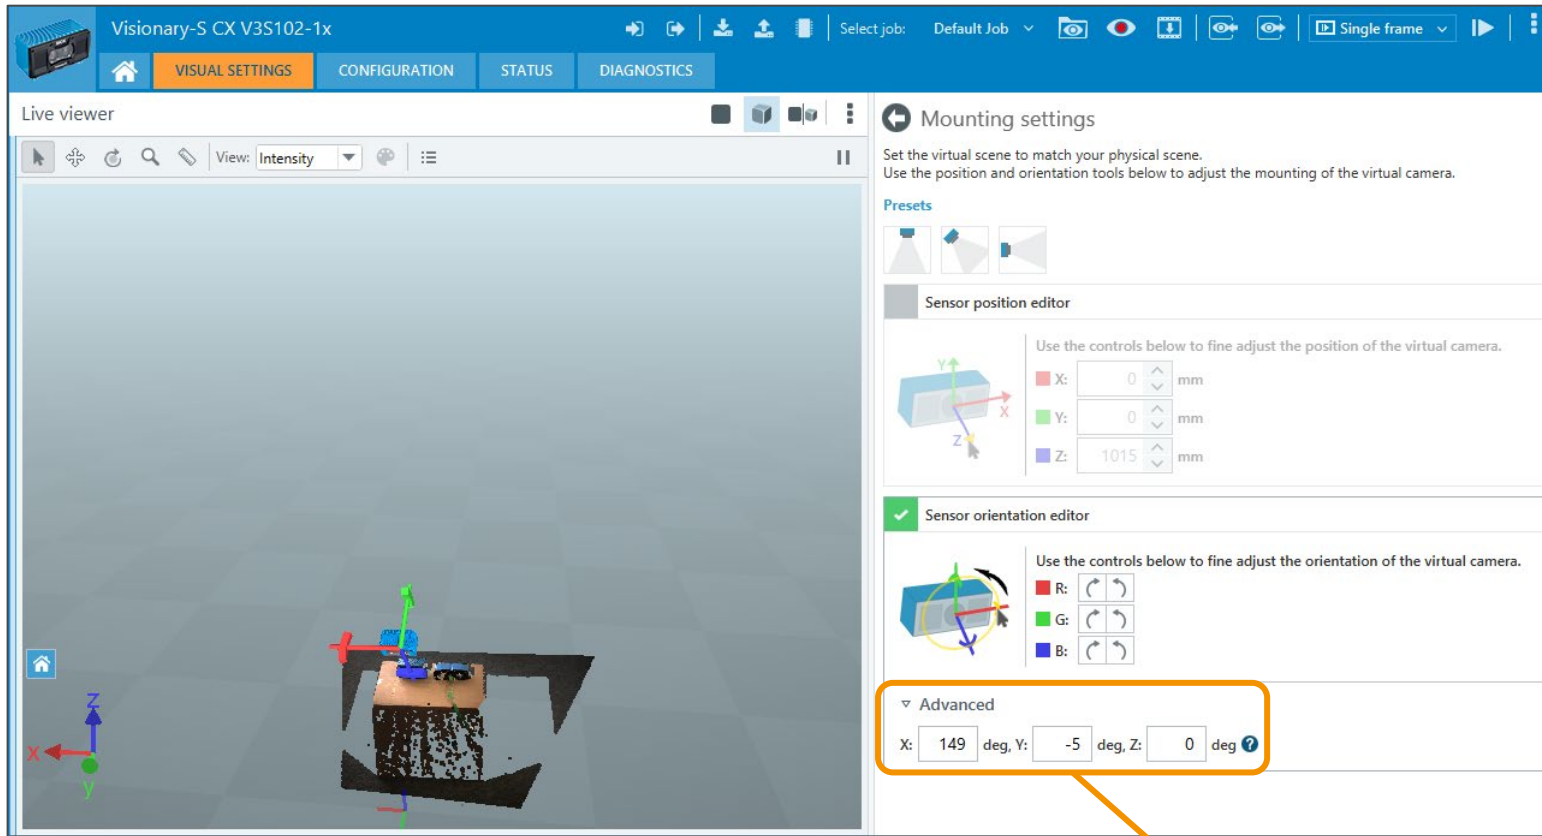 Visionary-S CX V3S102-1x
Select job: Default Job
Single frame
VISUAL SETTINGS CONFIGURATION STATUS DIAGNOSTICS
Live viewer
View: Intensity
Z
X
y
Mounting settings
Set the virtual scene to match your physical scene.
Use the position and orientation tools below to adjust the mounting of the virtual camera.
Presets
Sensor position editor
Use the controls below to fine adjust the position of the virtual camera.
Y
X
Z
X: 0 mm
Y: 0 mm
Z: 1015 mm
Sensor orientation editor
Use the controls below to fine adjust the orientation of the virtual camera.
R:
G:
B:
Advanced
X: 149 deg, Y: -5 deg, Z: 0 deg ?